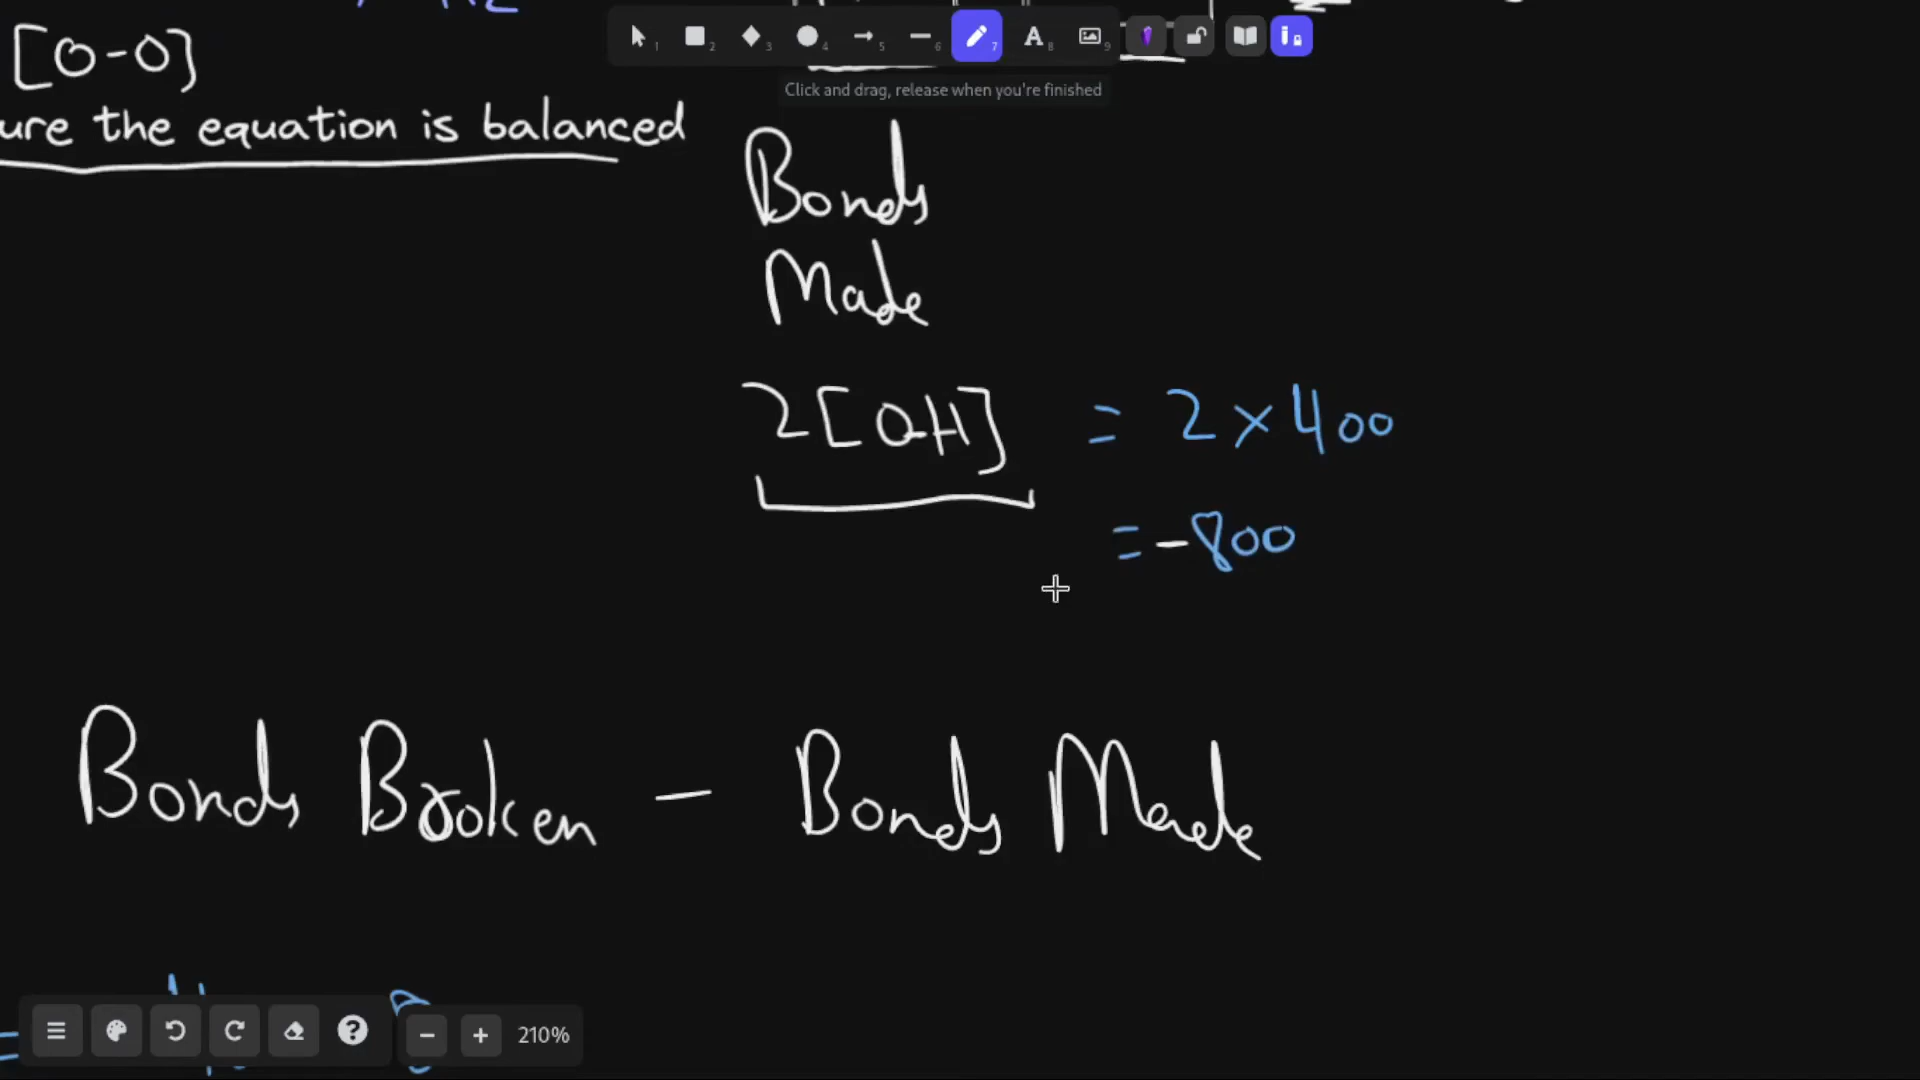 [O-O]
ure the equation is balanced
Click and drag, release when you're finished
Bonds
Made
2[OH] = 2 × 400
= -800
Bonds Broken - Bonds Made
=
210%